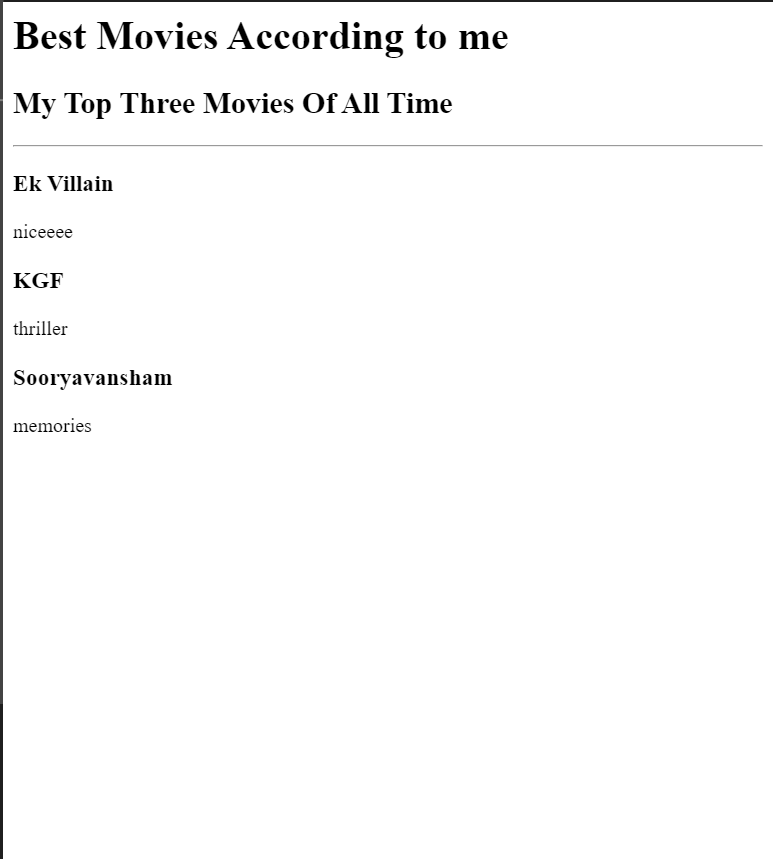 Best Movies According to me
My Top Three Movies Of All Time
Ek Villain
niceeee
KGF
thriller
Sooryavansham
memories